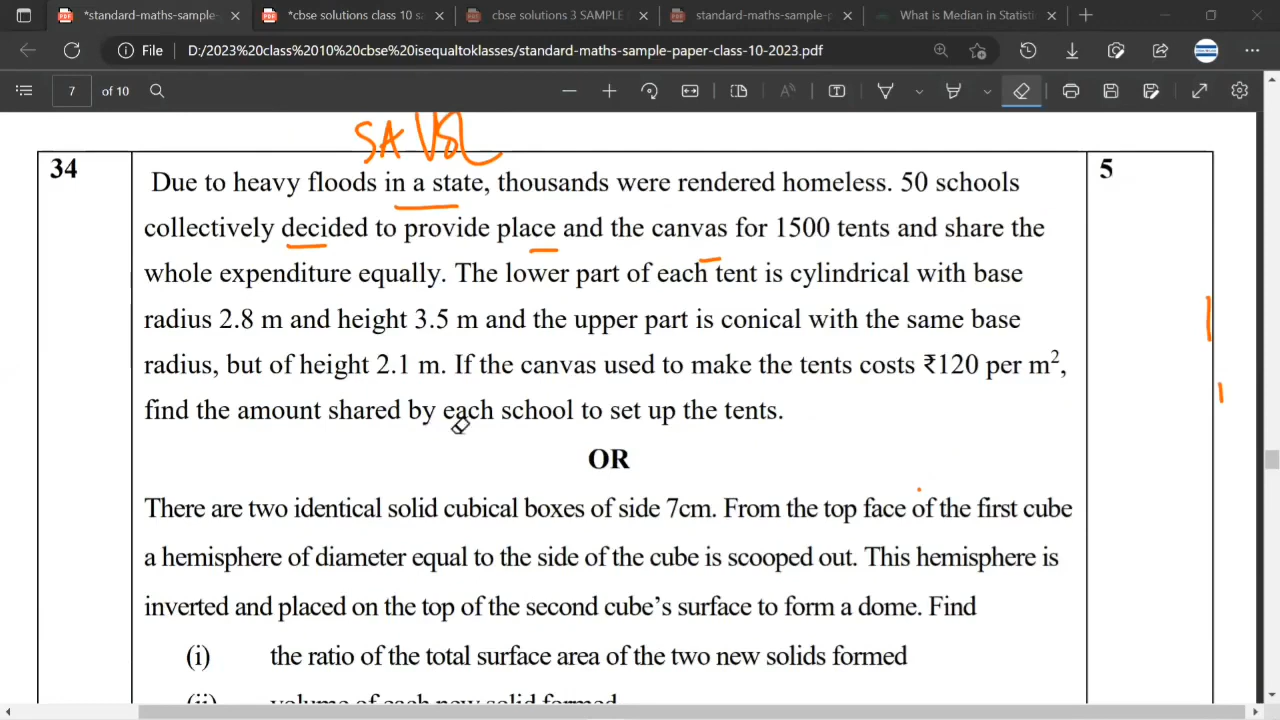 *standard-maths-sample-
*cbse solutions class 10 sa
cbse solutions 3 SAMPLE
standard-maths-sample-p
What is Median in Statisti
File
D:/2023%20class%2010%20cbse%20isequaltoklasses/standard-maths-sample-paper-class-10-2023.pdf
7 of 10
SA Vol
34
Due to heavy floods in a state, thousands were rendered homeless. 50 schools
5
collectively decided to provide place and the canvas for 1500 tents and share the
whole expenditure equally. The lower part of each tent is cylindrical with base
radius 2.8 m and height 3.5 m and the upper part is conical with the same base
radius, but of height 2.1 m. If the canvas used to make the tents costs ₹120 per m²,
find the amount shared by each school to set up the tents.
OR
There are two identical solid cubical boxes of side 7cm. From the top face of the first cube
a hemisphere of diameter equal to the side of the cube is scooped out. This hemisphere is
inverted and placed on the top of the second cube’s surface to form a dome. Find
(i) the ratio of the total surface area of the two new solids formed
(ii) volume of each new solid formed